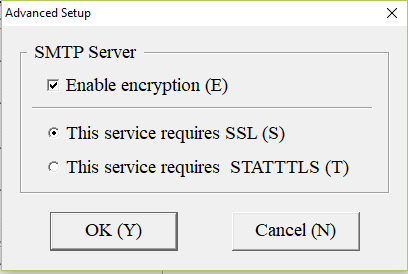 Advanced Setup
SMTP Server
Enable encryption (E)
This service requires SSL (S)
This service requires STATTTLS (T)
OK (Y)
Cancel (N)